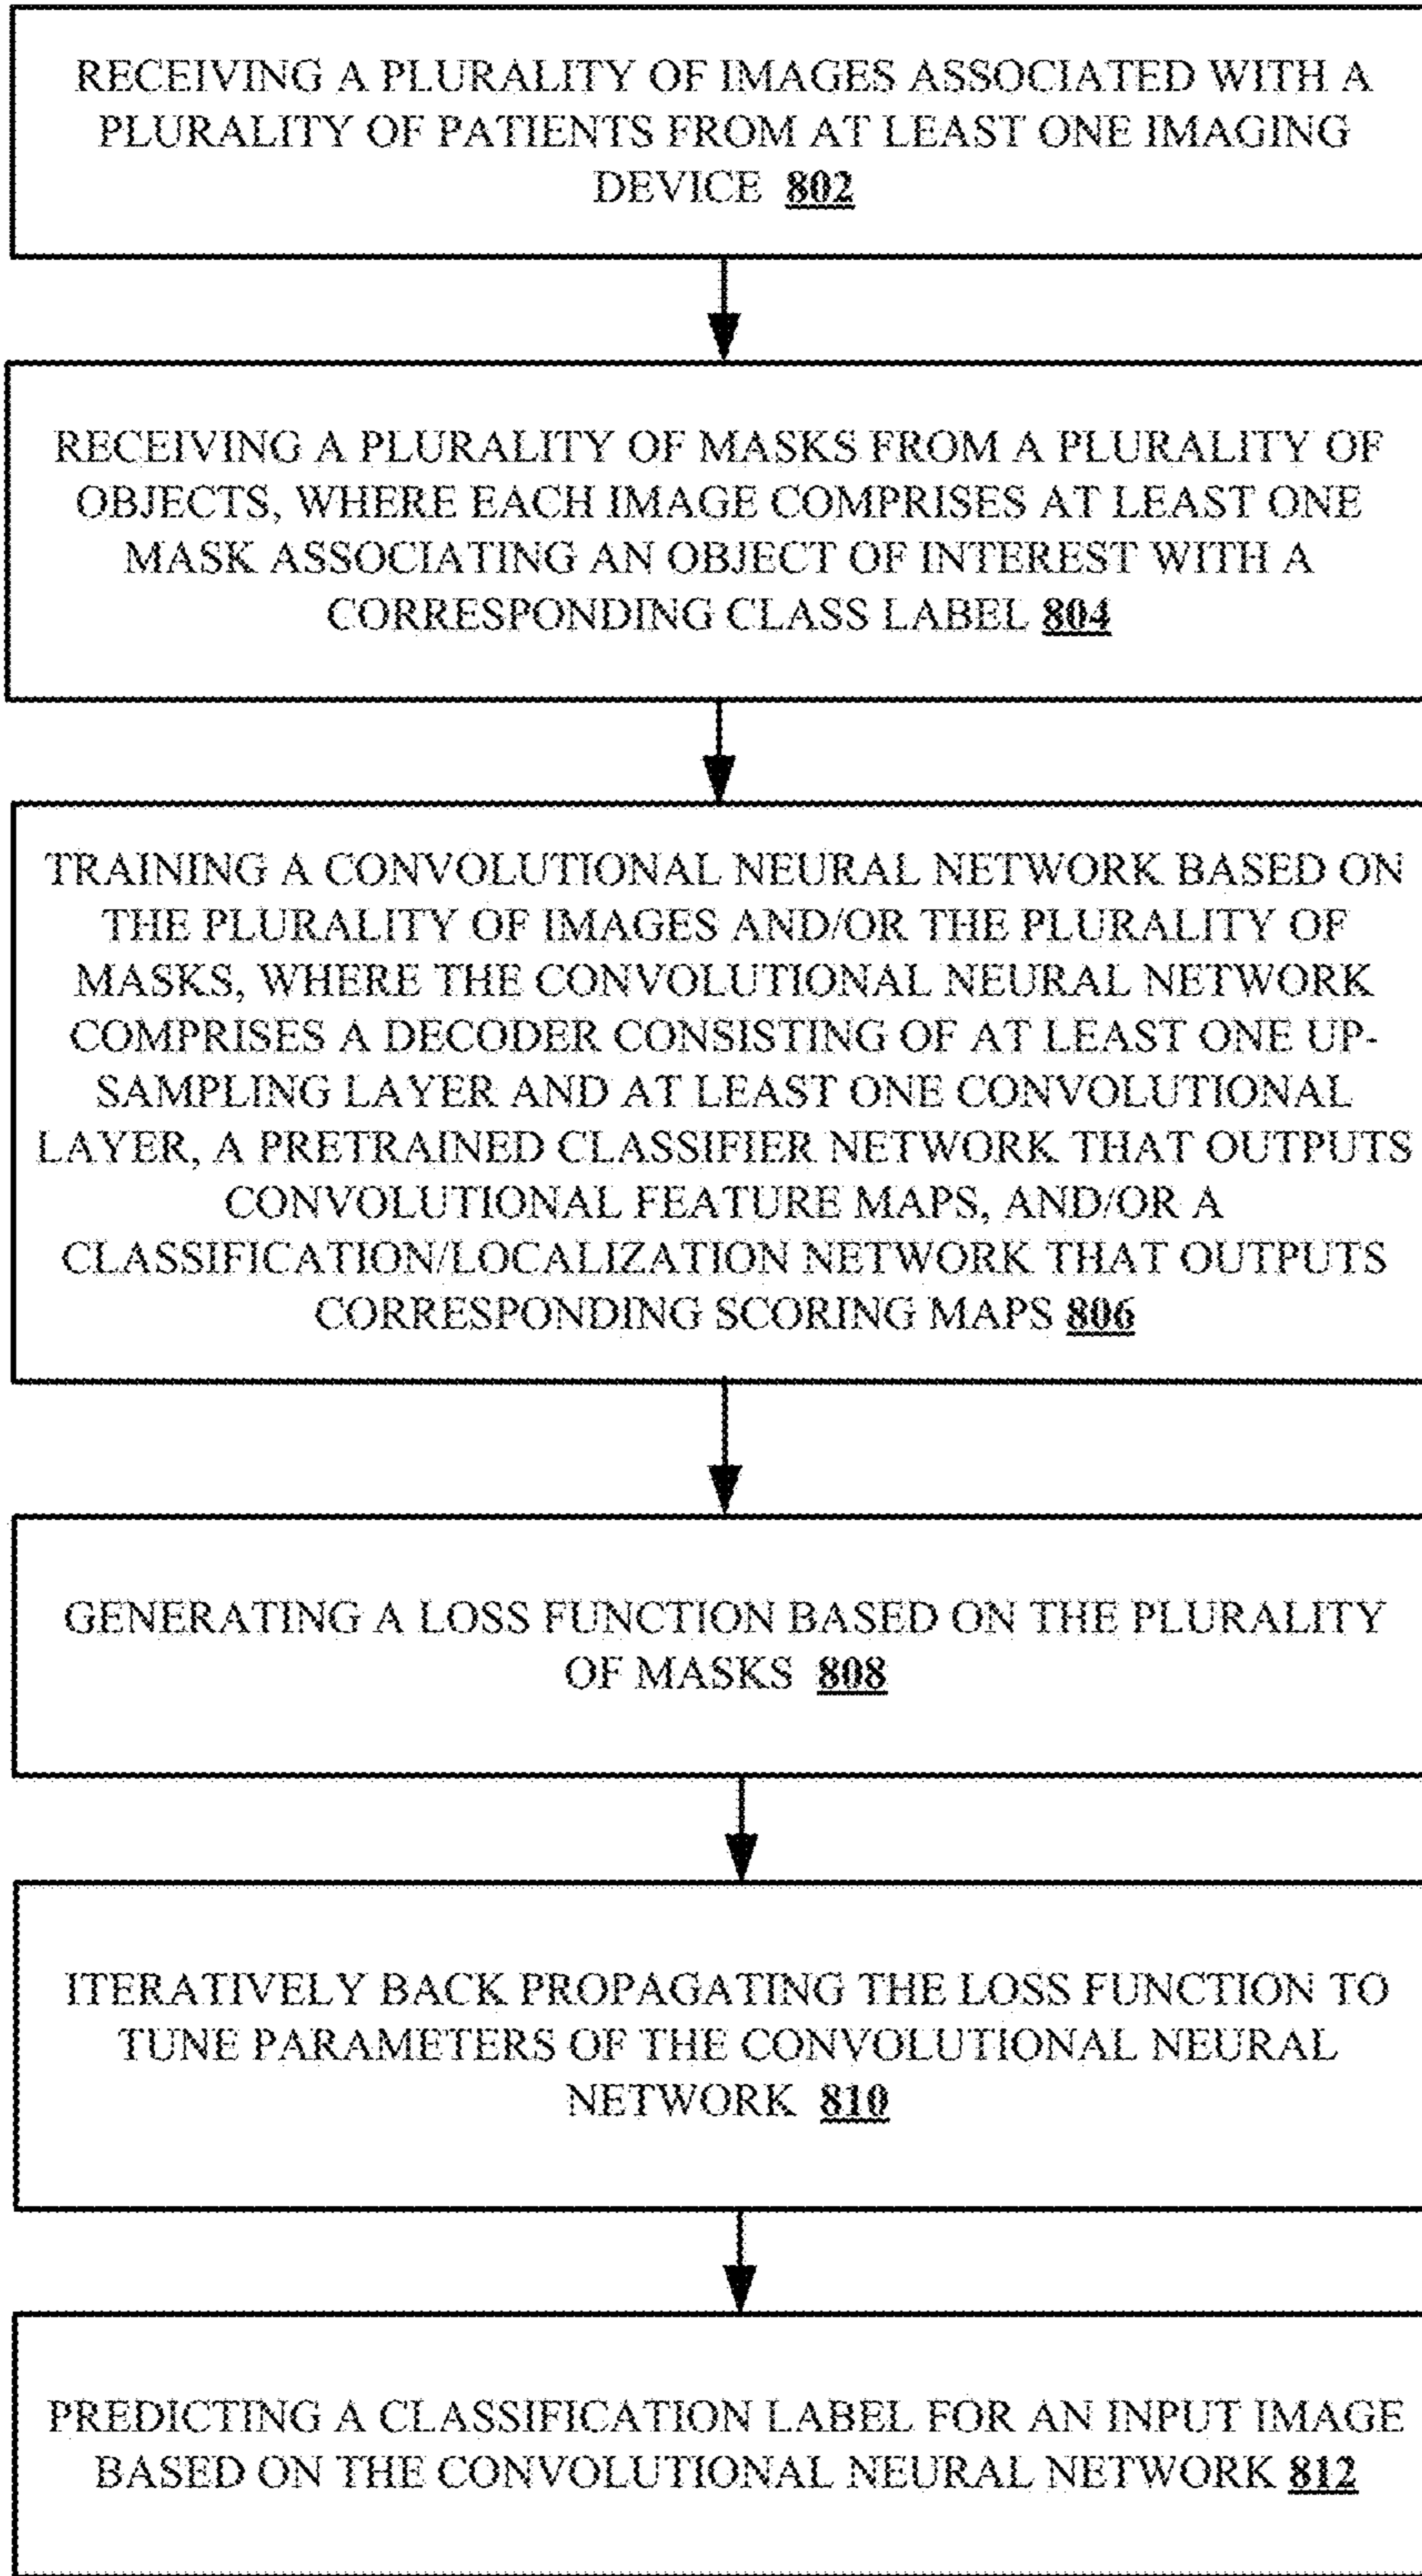 RECEIVING A PLURALITY OF IMAGES ASSOCIATED WITH A
PLURALITY OF PATIENTS FROM AT LEAST ONE IMAGING
DEVICE 802
RECEIVING A PLURALITY OF MASKS FROM A PLURALITY OF
OBJECTS, WHERE EACH IMAGE COMPRISES AT LEAST ONE
MASK ASSOCIATING AN OBJECT OF INTEREST WITH A
CORRESPONDING CLASS LABEL 804
TRAINING A CONVOLUTIONAL NEURAL NETWORK BASED ON
THE PLURALITY OF IMAGES AND/OR THE PLURALITY OF
MASKS, WHERE THE CONVOLUTIONAL NEURAL NETWORK
COMPRISES A DECODER CONSISTING OF AT LEAST ONE UP-
SAMPLING LAYER AND AT LEAST ONE CONVOLUTIONAL
LAYER, A PRETRAINED CLASSIFIER NETWORK THAT OUTPUTS
CONVOLUTIONAL FEATURE MAPS, AND/OR A
CLASSIFICATION/LOCALIZATION NETWORK THAT OUTPUTS
CORRESPONDING SCORING MAPS 806
GENERATING A LOSS FUNCTION BASED ON THE PLURALITY
OF MASKS 808
ITERATIVELY BACK PROPAGATING THE LOSS FUNCTION TO
TUNE PARAMETERS OF THE CONVOLUTIONAL NEURAL
NETWORK 810
PREDICTING A CLASSIFICATION LABEL FOR AN INPUT IMAGE
BASED ON THE CONVOLUTIONAL NEURAL NETWORK 812